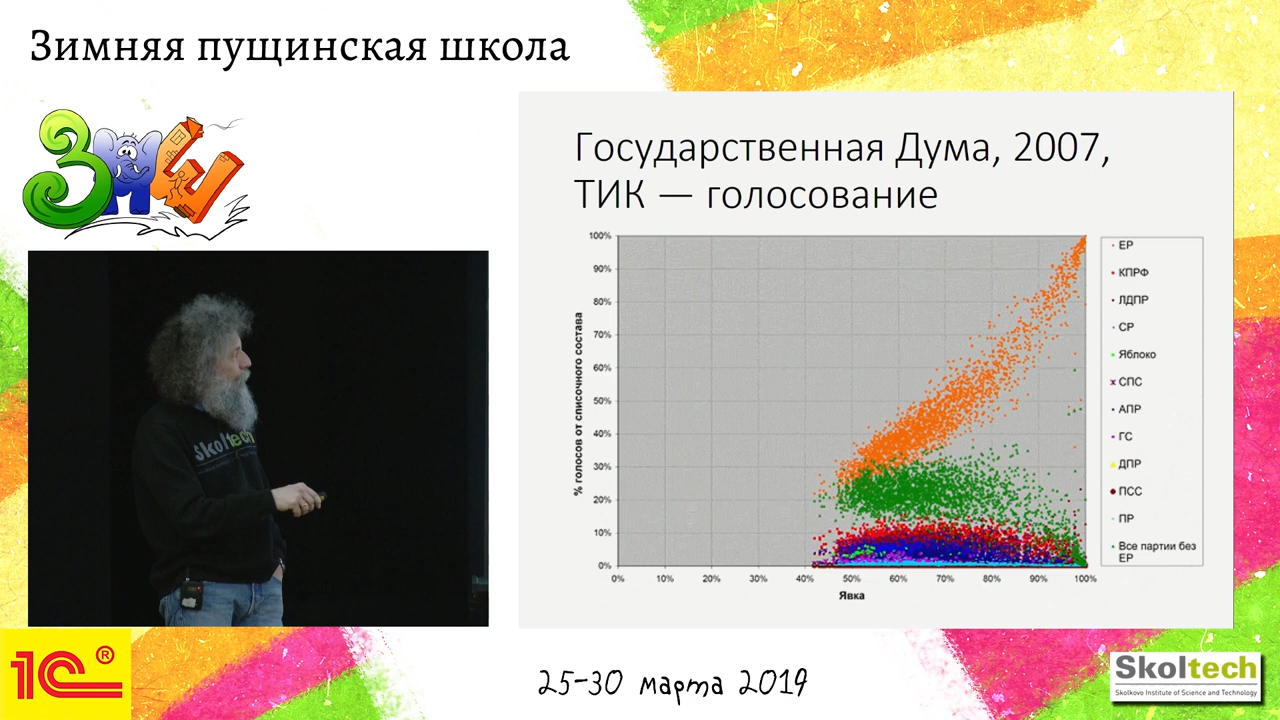 Зимняя пущинская школа
ЗПШ
Skoltech
Государственная Дума, 2007,
ТИК — голосование
% голосов от списочного состава
100%
90%
80%
70%
60%
50%
40%
30%
20%
10%
0%
0% 10% 20% 30% 40% 50% 60% 70% 80% 90% 100%
Явка
ЕР
КПРФ
ЛДПР
СР
Яблоко
СПС
АПР
ГС
ДПР
ПСС
ПР
Все партии без
ЕР
1С®
25-30 марта 2019
Skoltech
Skolkovo Institute of Science and Technology